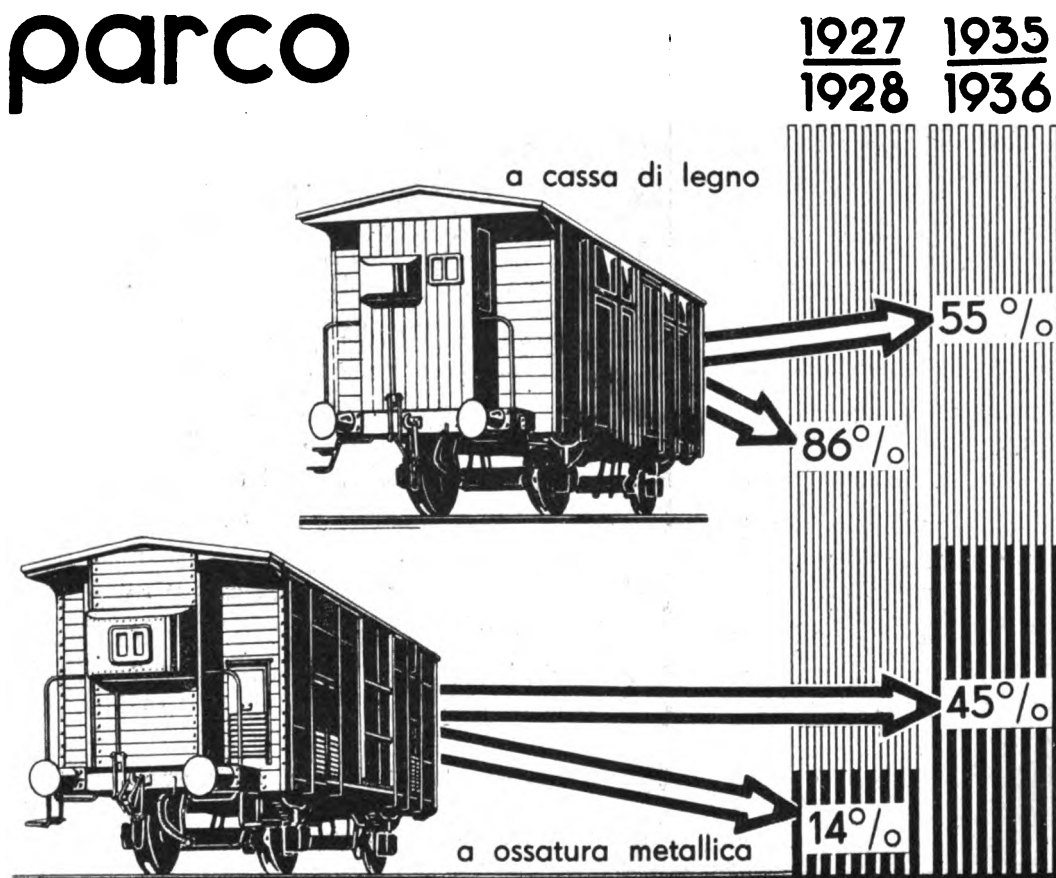 parco
1927 1935
1928 1936
a cassa di legno
55 %
86%
45%
14%
a ossatura metallica